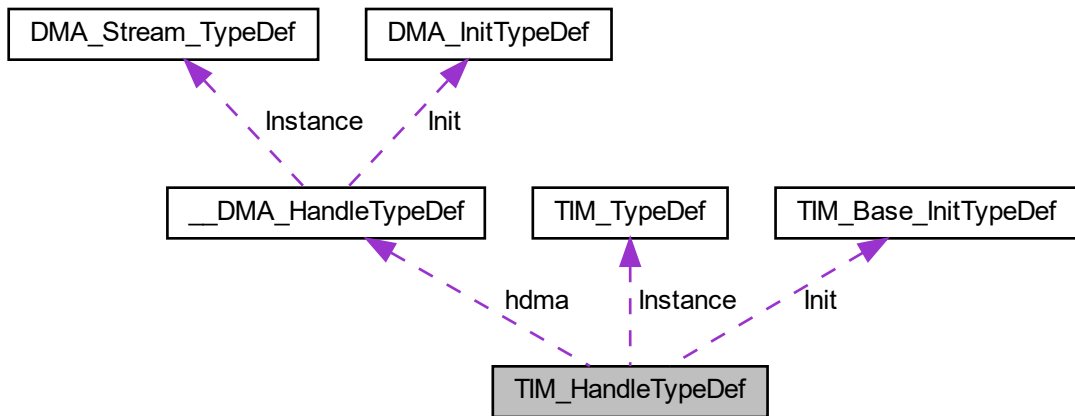 DMA_Stream_TypeDef
DMA_InitTypeDef
Instance
Init
__DMA_HandleTypeDef
TIM_TypeDef
TIM_Base_InitTypeDef
hdma
Instance
Init
TIM_HandleTypeDef